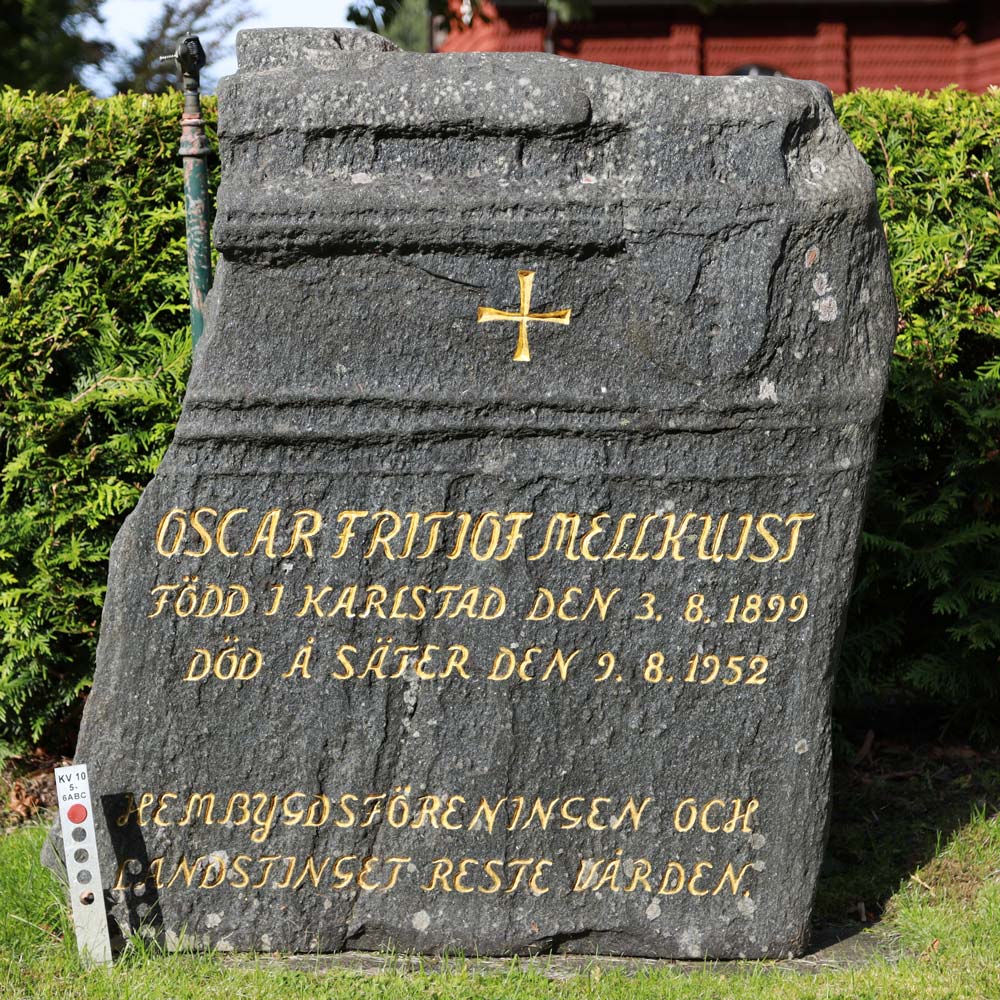 OSCAR FRITIOF MELLKUIST
FÖDD I KARLSTAD DEN 3. 8. 1899
DÖD Å SÄTER DEN 9. 8. 1952
HEMBYGDSFÖRENINGEN OCH
LANDSTINGET RESTE VÅRDEN.
KV 10
5-
6ABC